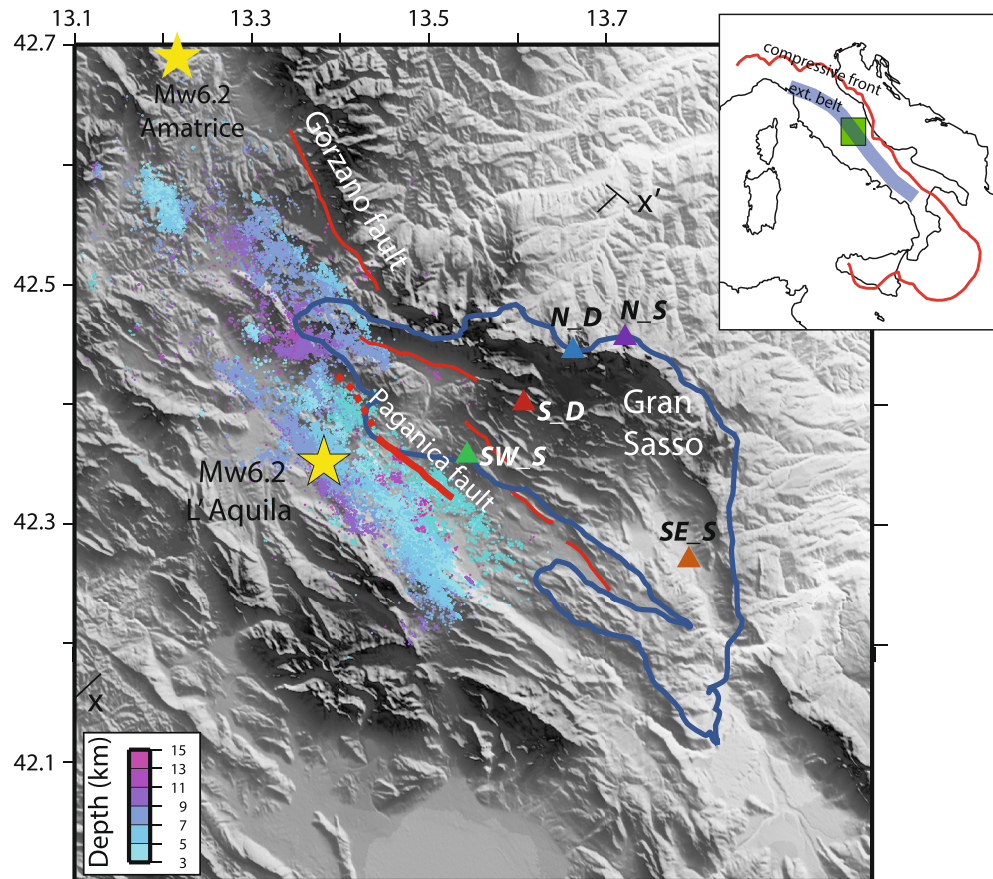 13.1
13.3
13.5
13.7
42.7
42.5
42.3
42.1
Mw6.2
Amatrice
Gorzano fault
x'
compressive front
ext. belt
N_D
N_S
S_D
Gran
Sasso
Paganica fault
SW_S
Mw6.2
L'Aquila
SE_S
x
Depth (km)
15
13
11
9
7
5
3